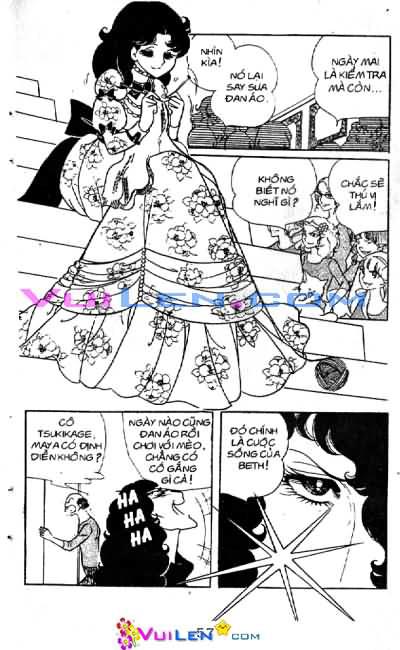 NHÌN
KÌA!
NÓ LẠI
SAY SƯA
ĐAN ÁO.
NGÀY MAI
LÀ KIỂM TRA
MÀ CÒN...
KHÔNG
BIẾT NÓ
NGHĨ GÌ?
CHẮC SẼ
THÚ VỊ
LẮM!
VUILEN.COM
CÔ
TSUKIKAGE,
MAYA CÓ ĐỊNH
DIỄN KHÔNG?
NGÀY NÀO CŨNG
ĐAN ÁO RỒI
CHƠI VỚI MÈO,
CHẲNG CÓ
CỐ GẮNG
GÌ CẢ!
HA
HA
HA
ĐÓ CHÍNH
LÀ CUỘC
SỐNG CỦA
BETH!
VUILEN.COM